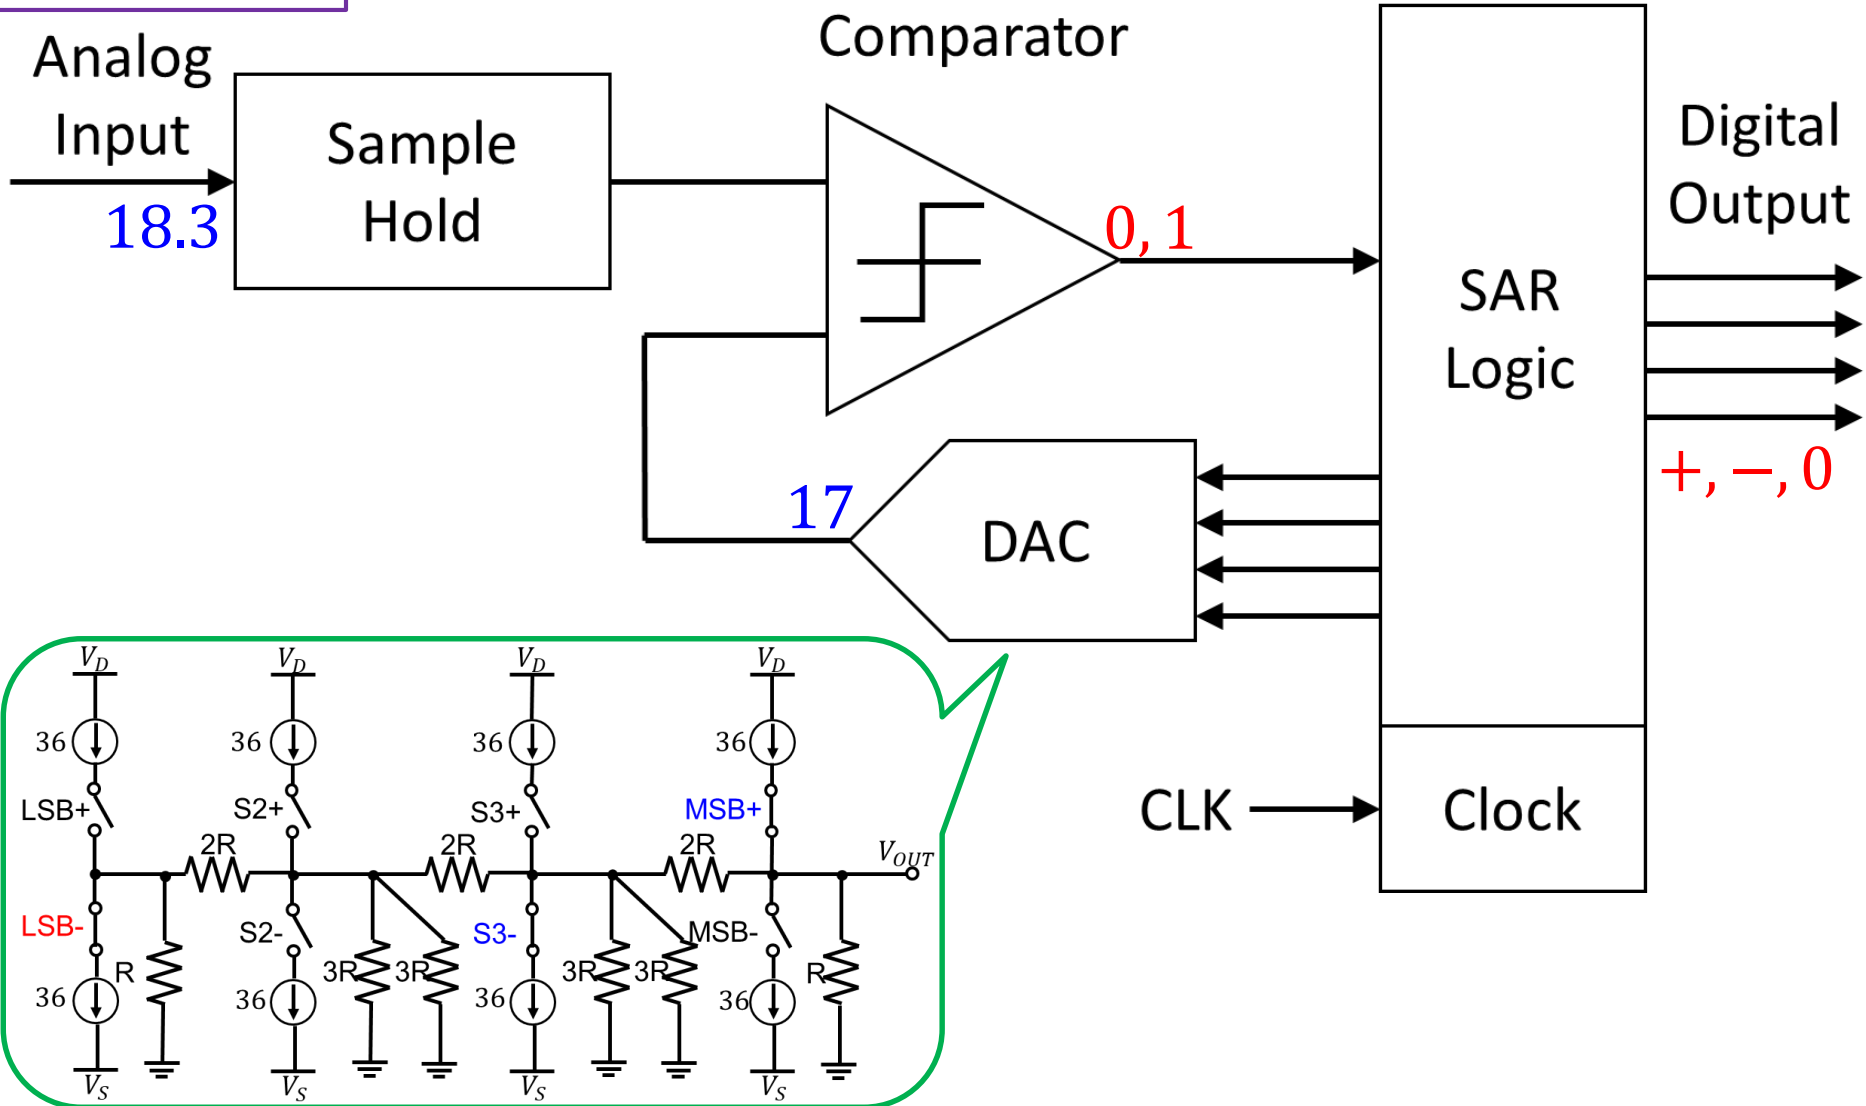 Analog
Input
18.3
Sample
Hold
Comparator
0, 1
SAR
Logic
Digital
Output
+, −, 0
17
DAC
CLK
Clock
V_D V_D V_D V_D
36 36 36 36
LSB+ S2+ S3+ MSB+
2R 2R 2R V_OUT
LSB- S2- S3- MSB-
R 3R 3R 3R 3R R
36 36 36 36
V_S V_S V_S V_S